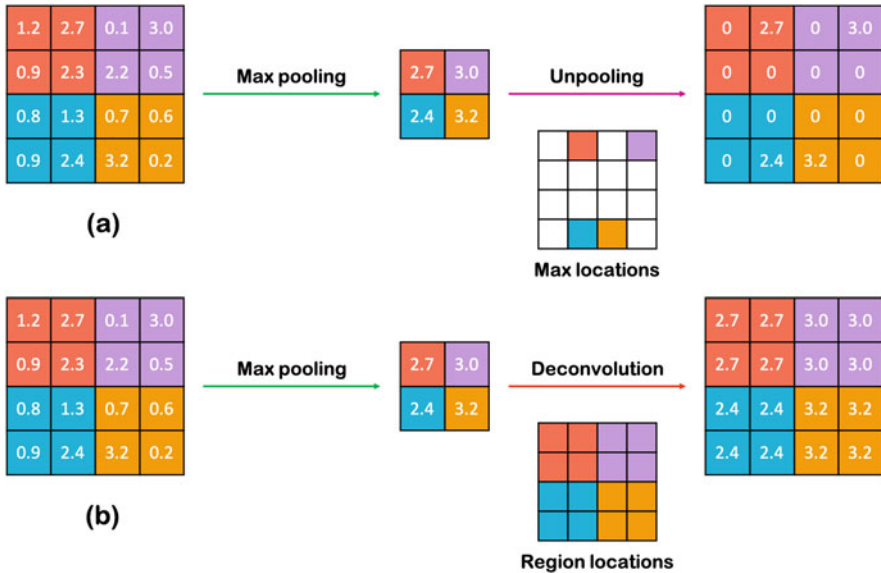 1.2 2.7 0.1 3.0
0.9 2.3 2.2 0.5
0.8 1.3 0.7 0.6
0.9 2.4 3.2 0.2
(a)
Max pooling
2.7 3.0
2.4 3.2
Unpooling
Max locations
0 2.7 0 3.0
0 0 0 0
0 0 0 0
0 2.4 3.2 0
1.2 2.7 0.1 3.0
0.9 2.3 2.2 0.5
0.8 1.3 0.7 0.6
0.9 2.4 3.2 0.2
(b)
Max pooling
2.7 3.0
2.4 3.2
Deconvolution
Region locations
2.7 2.7 3.0 3.0
2.7 2.7 3.0 3.0
2.4 2.4 3.2 3.2
2.4 2.4 3.2 3.2